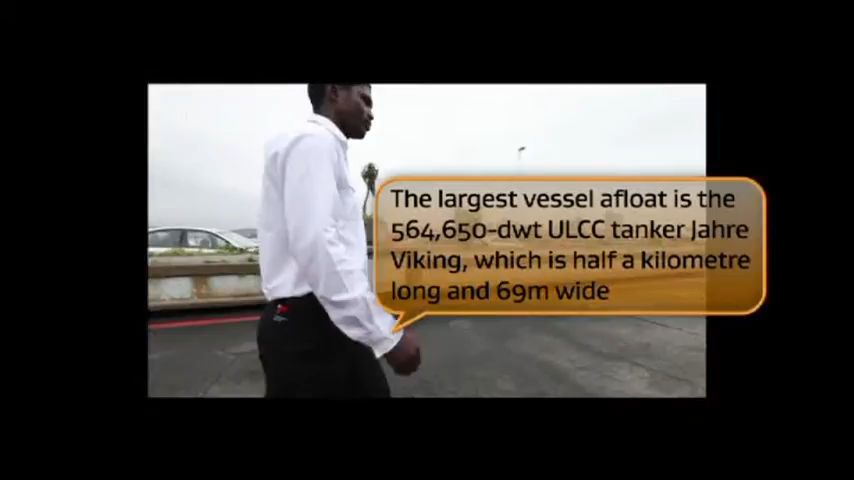 The largest vessel afloat is the
564,650-dwt ULCC tanker Jahre
Viking, which is half a kilometre
long and 69m wide